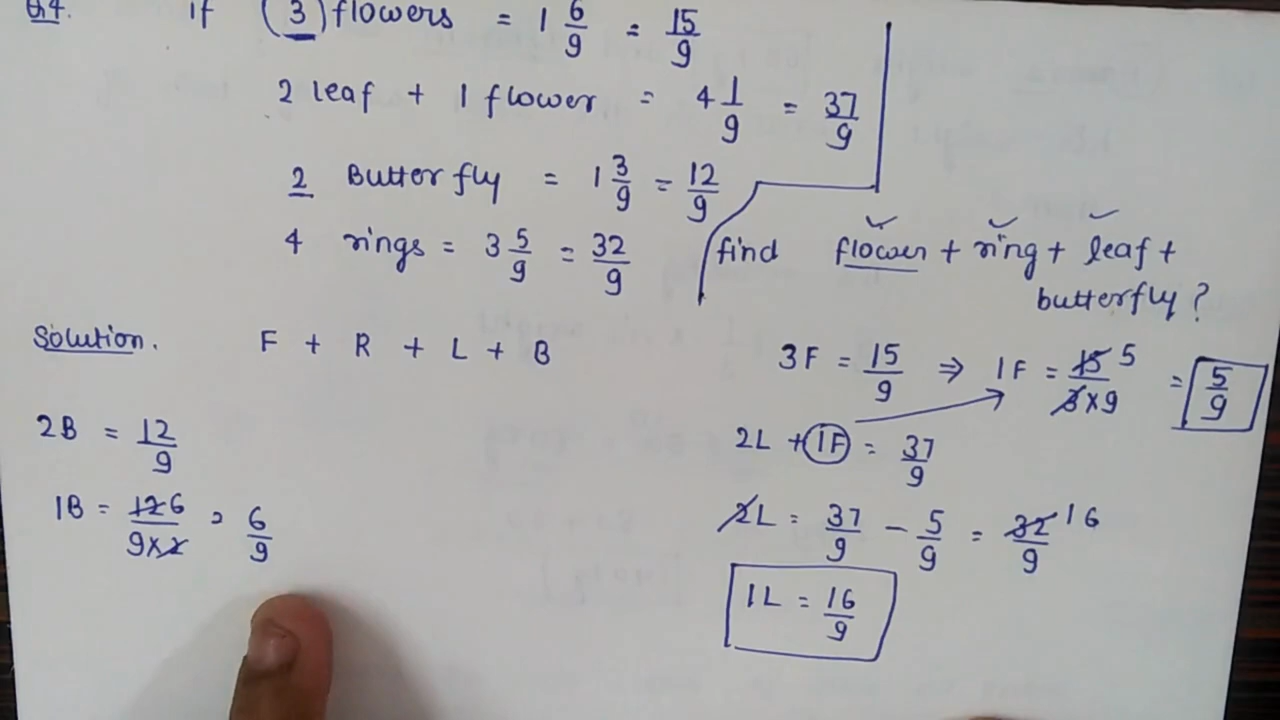 if (3) flowers = 1 6/9 = 15/9
2 leaf + 1 flower = 4 1/9 = 37/9
2 Butterfly = 1 3/9 = 12/9
4 rings = 3 5/9 = 32/9
find flower + ring + leaf +
butterfly ?
Solution. F + R + L + B
3F = 15/9 ⇒ 1F = 15/3×9 5 = 5/9
2L + 1F = 37/9
2L = 37/9 - 5/9 = 32/9 16
1L = 16/9
2B = 12/9
1B = 12/9×2 6 = 6/9